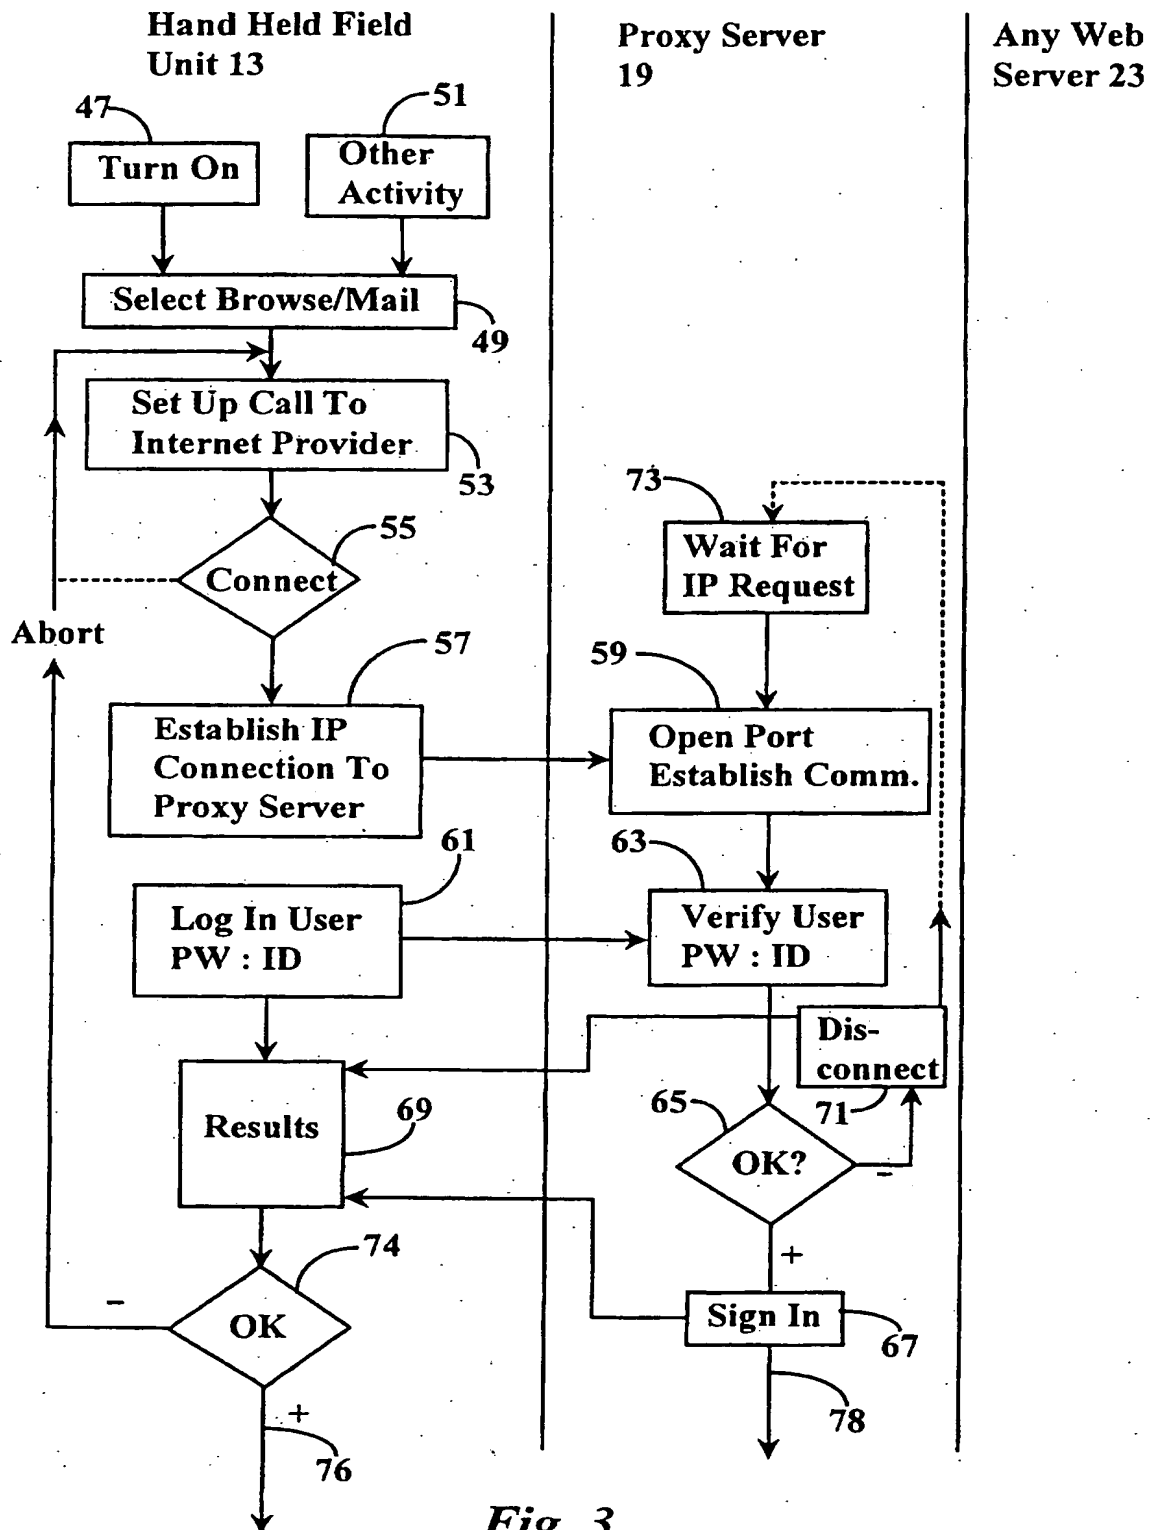 Hand Held Field
Unit 13
Proxy Server
19
Any Web
Server 23
47
51
Turn On
Other
Activity
Select Browse/Mail
49
Set Up Call To
Internet Provider
53
55
Connect
Abort
57
Establish IP
Connection To
Proxy Server
73
Wait For
IP Request
59
Open Port
Establish Comm.
61
Log In User
PW : ID
63
Verify User
PW : ID
Dis-
connect
71
Results
69
65
OK?
-
+
74
OK
-
+
76
Sign In
67
78
Fig. 3